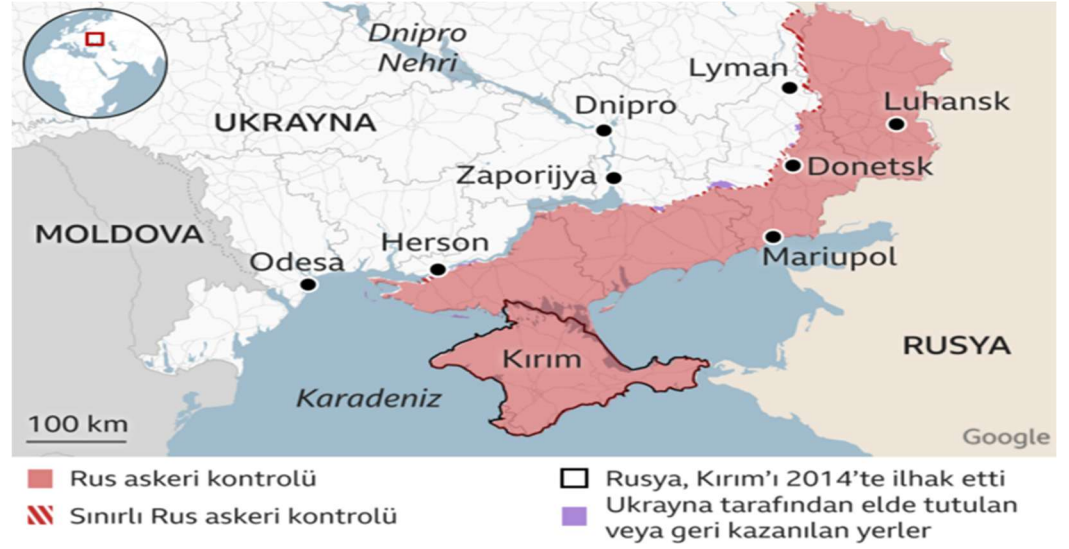 Dnipro
Nehri
Lyman
Dnipro
Luhansk
UKRAYNA
Zaporijya
Donetsk
MOLDOVA
Herson
Odesa
Mariupol
RUSYA
Kırım
Karadeniz
100 km
Google
Rus askeri kontrolü
Sınırlı Rus askeri kontrolü
Rusya, Kırım’ı 2014’te ilhak etti
Ukrayna tarafından elde tutulan
veya geri kazanılan yerler